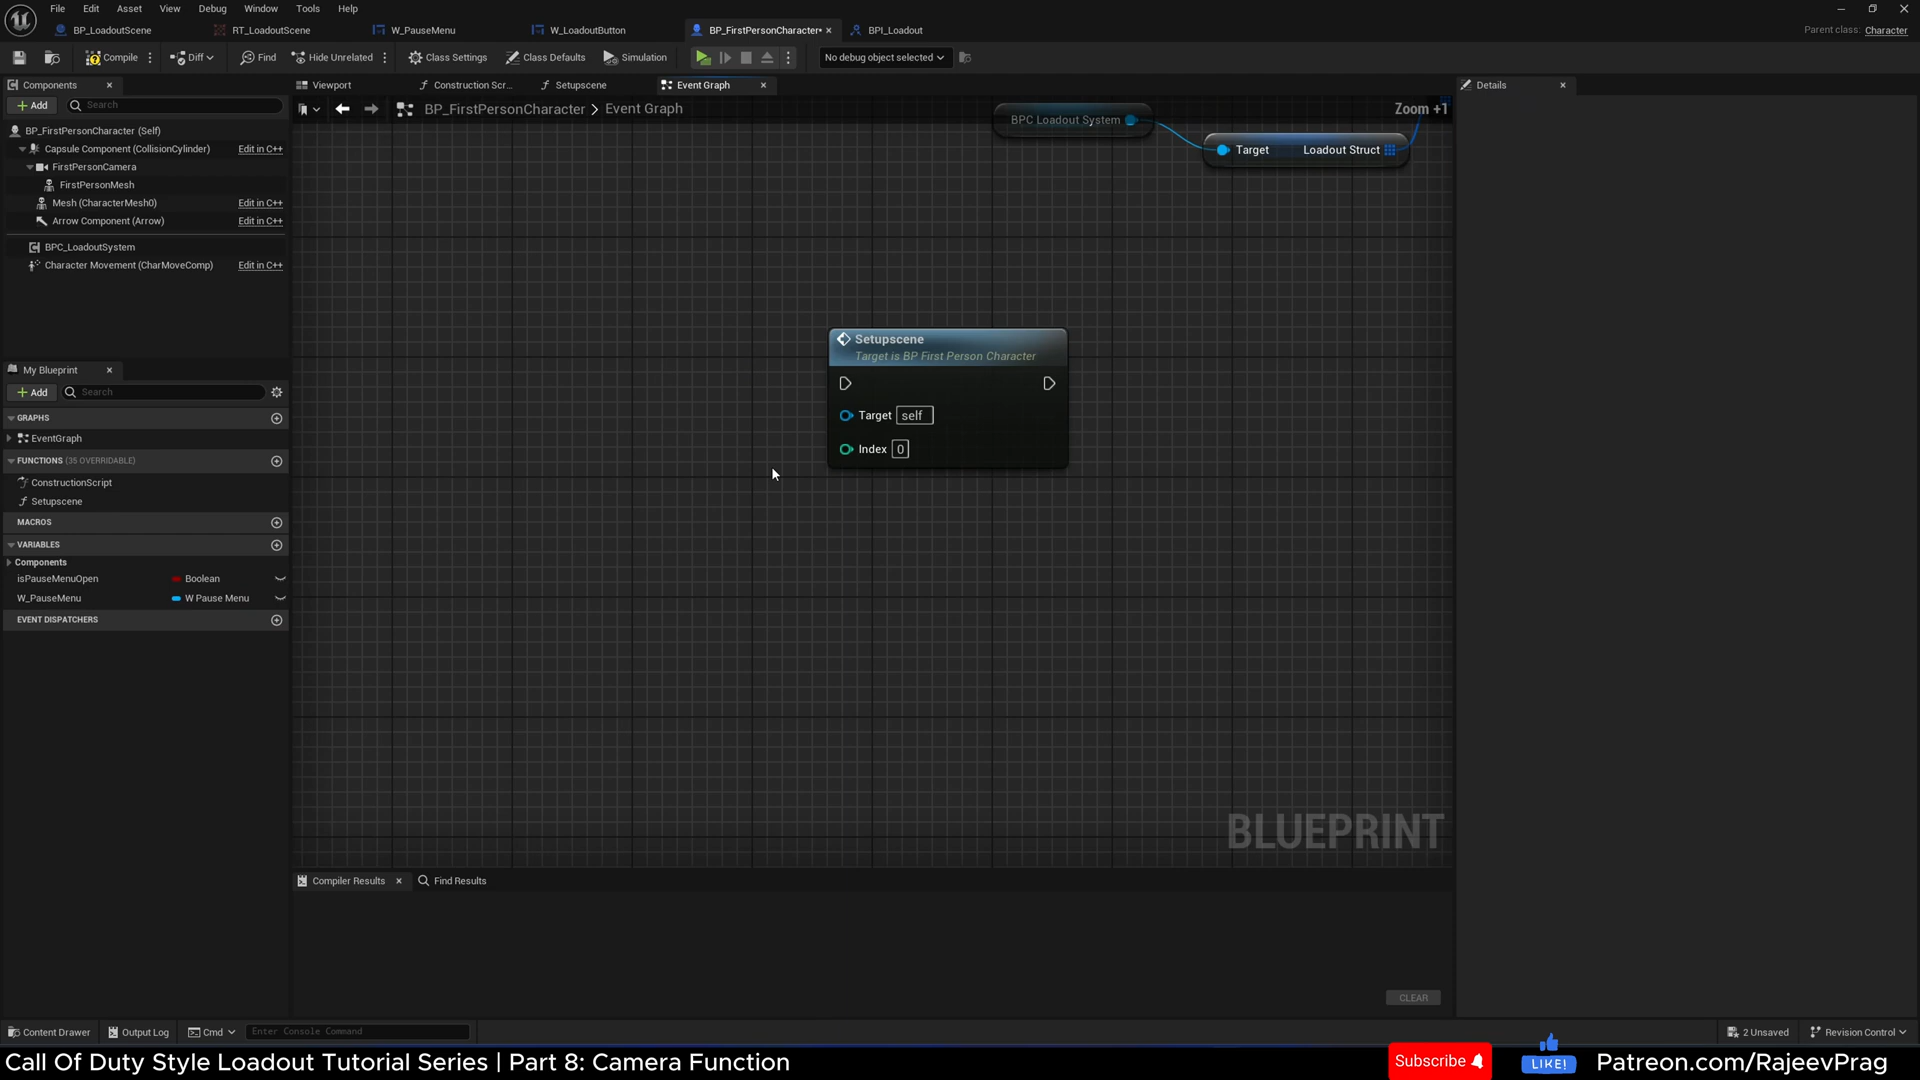 File Edit Asset View Debug Window Tools Help
BP_LoadoutScene RT_LoadoutScene W_PauseMenu W_LoadoutButton BP_FirstPersonCharacter• BPI_Loadout
Parent class: Character
Compile Diff Find Hide Unrelated Class Settings Class Defaults Simulation No debug object selected
Components Viewport Construction Scr... Setupscene Event Graph Details
Add Search
BP_FirstPersonCharacter > Event Graph
Zoom +1
BP_FirstPersonCharacter (Self)
Capsule Component (CollisionCylinder) Edit in C++
FirstPersonCamera
FirstPersonMesh
Mesh (CharacterMesh0) Edit in C++
Arrow Component (Arrow) Edit in C++
BPC_LoadoutSystem
Character Movement (CharMoveComp) Edit in C++
BPC Loadout System
Target Loadout Struct
Setupscene
Target is BP First Person Character
Target self
Index 0
My Blueprint
Add Search
GRAPHS
EventGraph
FUNCTIONS (35 OVERRIDABLE)
ConstructionScript
Setupscene
MACROS
VARIABLES
Components
isPauseMenuOpen Boolean
W_PauseMenu W Pause Menu
EVENT DISPATCHERS
BLUEPRINT
Compiler Results Find Results
CLEAR
Content Drawer Output Log Cmd Enter Console Command 2 Unsaved Revision Control
Call Of Duty Style Loadout Tutorial Series | Part 8: Camera Function
Subscribe
LIKE!
Patreon.com/RajeevPrag